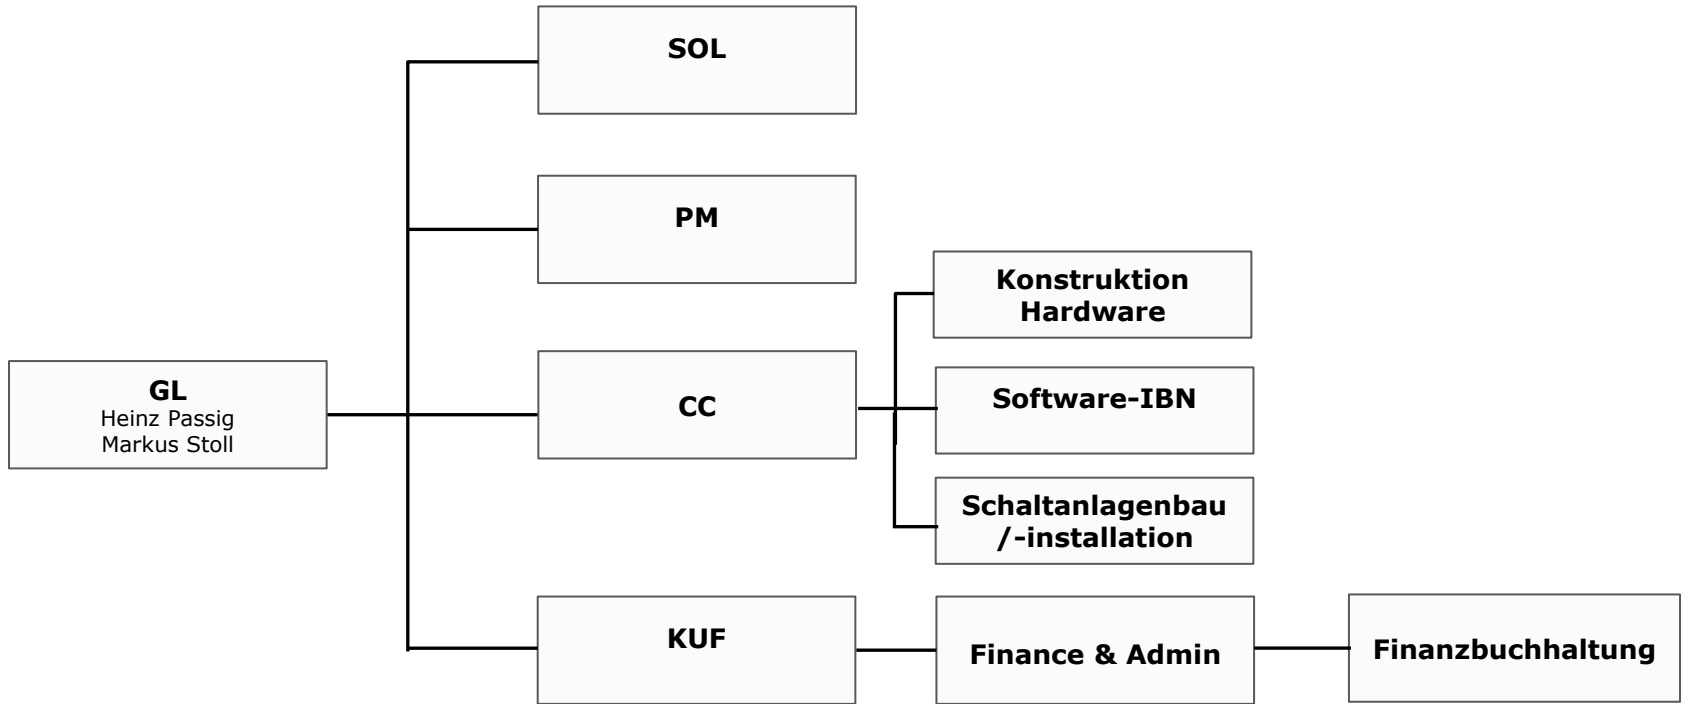 SOL
PM
Konstruktion
Hardware
GL
Heinz Passig
Markus Stoll
CC
Software-IBN
Schaltanlagenbau
/-installation
KUF
Finance & Admin
Finanzbuchhaltung